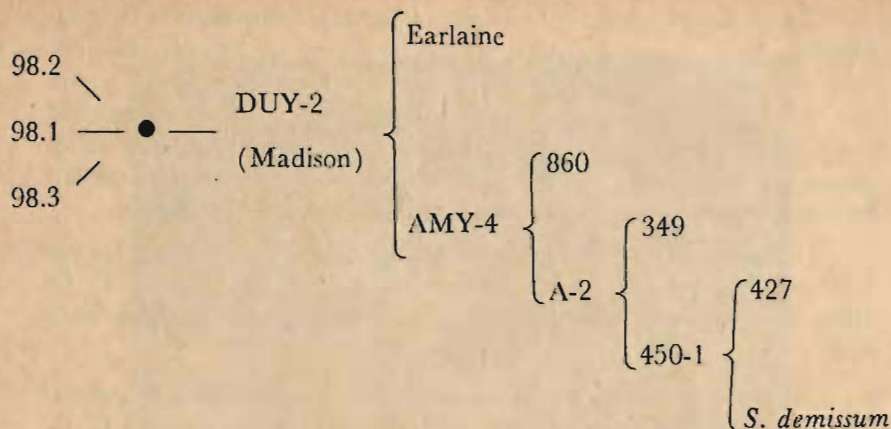 Earlaine
98.2
DUY-2
98.1
(Madison)
860
98.3
AMY-4
349
A-2
427
450-1
S. demissum